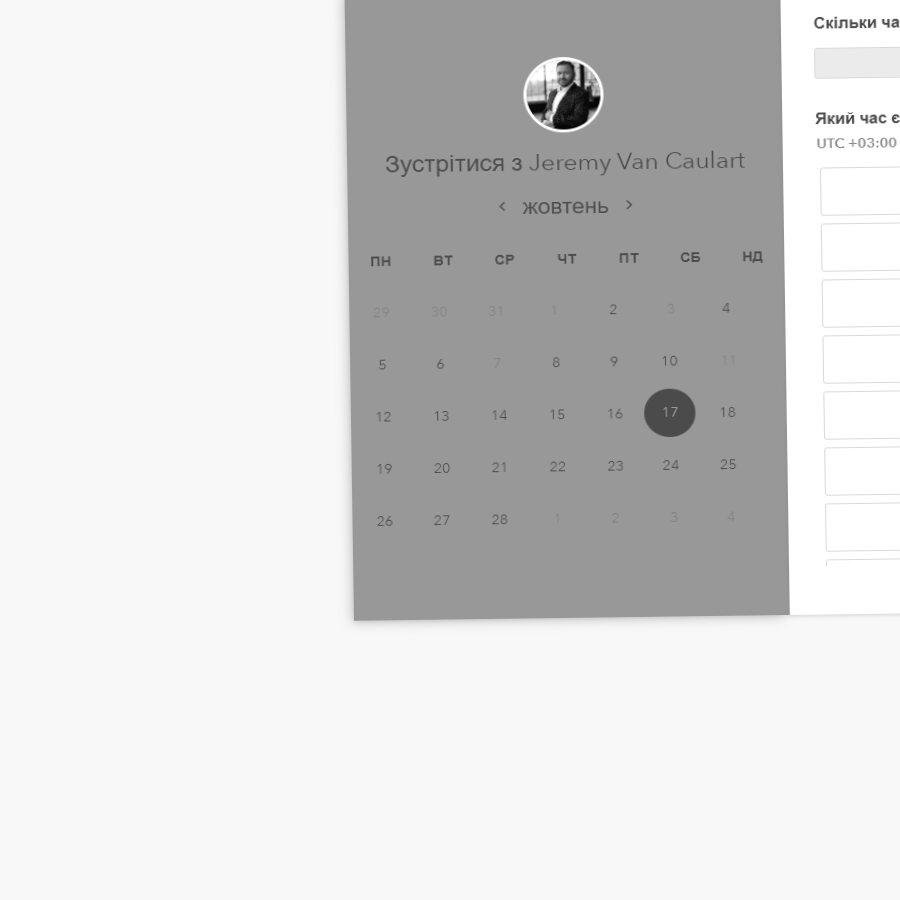 Зустрітися з Jeremy Van Caulart
‹ жовтень ›
ПН ВТ СР ЧТ ПТ СБ НД
29 30 31 1 2 3 4
5 6 7 8 9 10 11
12 13 14 15 16 17 18
19 20 21 22 23 24 25
26 27 28 1 2 3 4
Скільки ча
Який час є
UTC +03:00